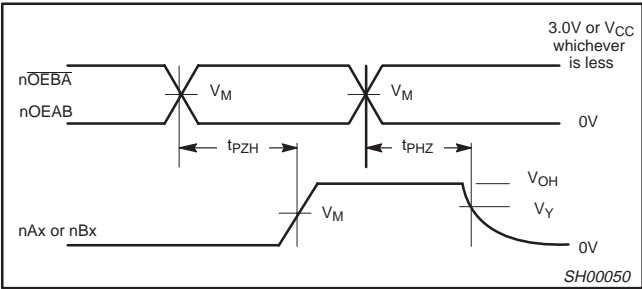 3.0V or VCC
whichever
is less
nOEBA
VM
VM
nOEAB
0V
tPZH
tPHZ
VOH
VY
VM
nAx or nBx
0V
SH00050